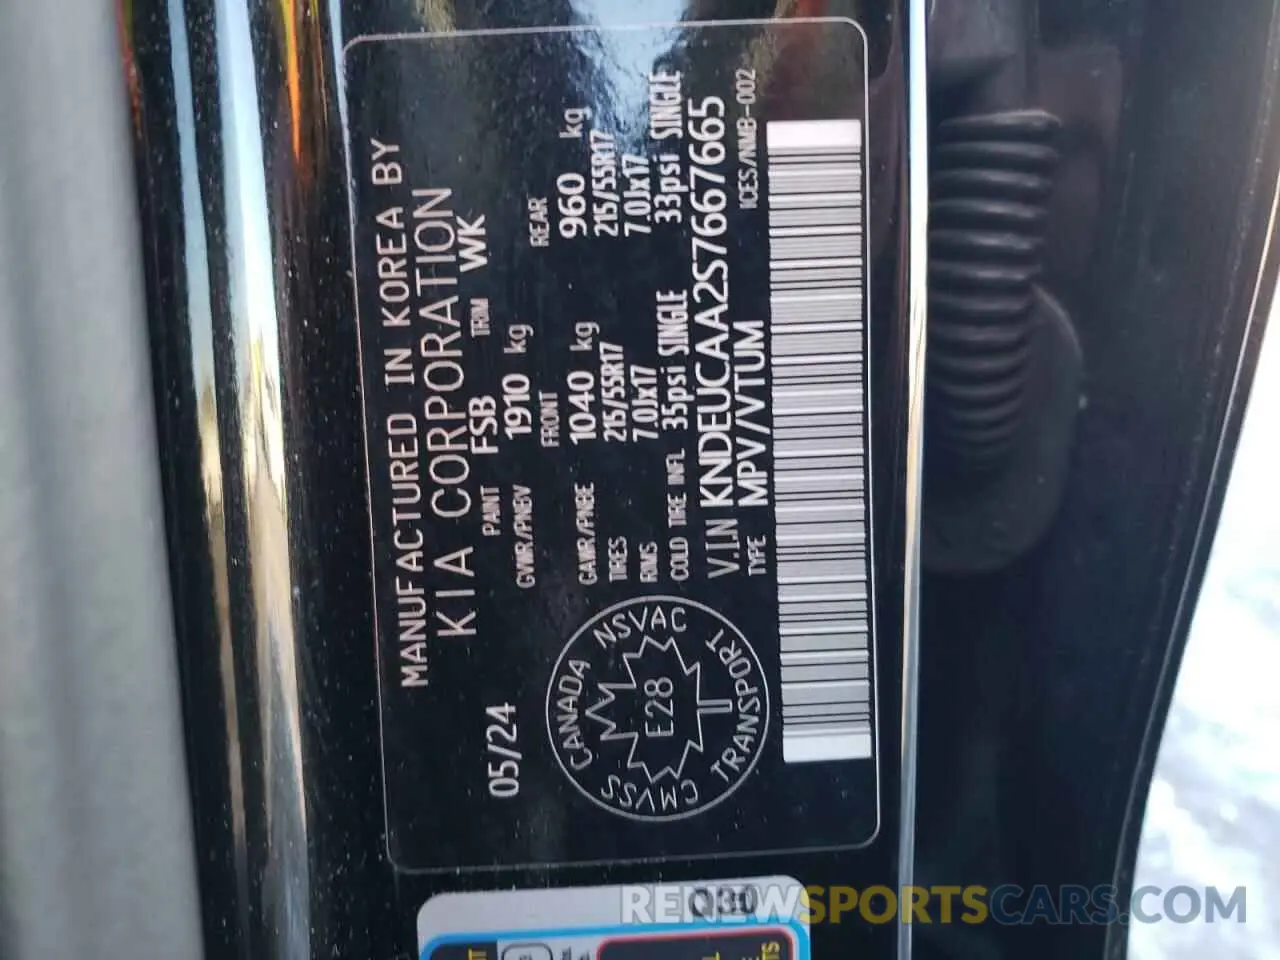 MANUFACTURED IN KOREA BY
KIA CORPORATION
05/24 PAINT FSB TRIM WK
GVWR/PNBV 1910 kg
FRONT REAR
GAWR/PNBE 1040 kg 960 kg
TIRES 215/55R17 215/55R17
RIMS 7.0Jx17 7.0Jx17
COLD TIRE INFL 35psi SINGLE 33psi SINGLE
V.I.N KNDEUCAA2S7667665
TYPE MPV/VTUM ICES/NMB-002
CANADA NSVAC
E28
CMVSS TRANSPORT
Q3E
RENEWSPORTSCARS.COM